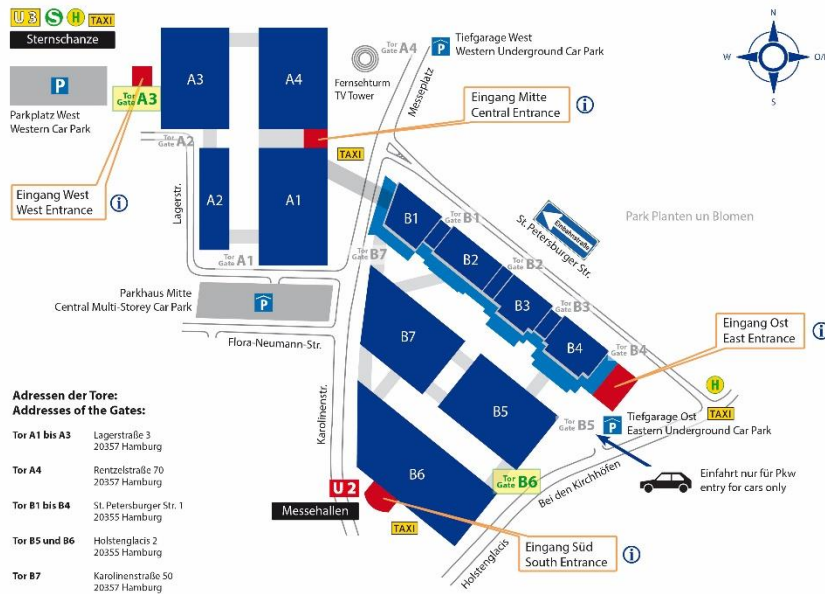 U3 S H TAXI
Sternschanze
P
Parkplatz West
Western Car Park
Tor
Gate A3
Eingang West
West Entrance
i
A3
A4
A2
A1
Tor
Gate A2
Lagerstr.
Tor
Gate A1
Fernsehturm
TV Tower
Tor
Gate A4
Messeplatz
P
Tiefgarage West
Western Underground Car Park
Eingang Mitte
Central Entrance
i
TAXI
N
W
O/E
S
B1
B2
B3
B4
Tor
Gate B1
Tor
Gate B2
Tor
Gate B3
Tor
Gate B4
Einbahnstraße
St. Petersburger Str.
Park Planten un Blomen
Tor
Gate B7
Parkhaus Mitte
Central Multi-Storey Car Park
P
Flora-Neumann-Str.
Karolinenstr.
B7
B5
B6
Eingang Ost
East Entrance
i
H
TAXI
Tor
Gate B5
P
Tiefgarage Ost
Eastern Underground Car Park
Einfahrt nur für Pkw
entry for cars only
Tor
Gate B6
Bei den Kirchhöfen
Holstenglacis
U2
Messehallen
TAXI
Eingang Süd
South Entrance
i
Adressen der Tore:
Addresses of the Gates:
Tor A1 bis A3 Lagerstraße 3
20357 Hamburg
Tor A4 Rentzelstraße 70
20357 Hamburg
Tor B1 bis B4 St. Petersburger Str. 1
20355 Hamburg
Tor B5 und B6 Holstenglacis 2
20355 Hamburg
Tor B7 Karolinenstraße 50
20357 Hamburg